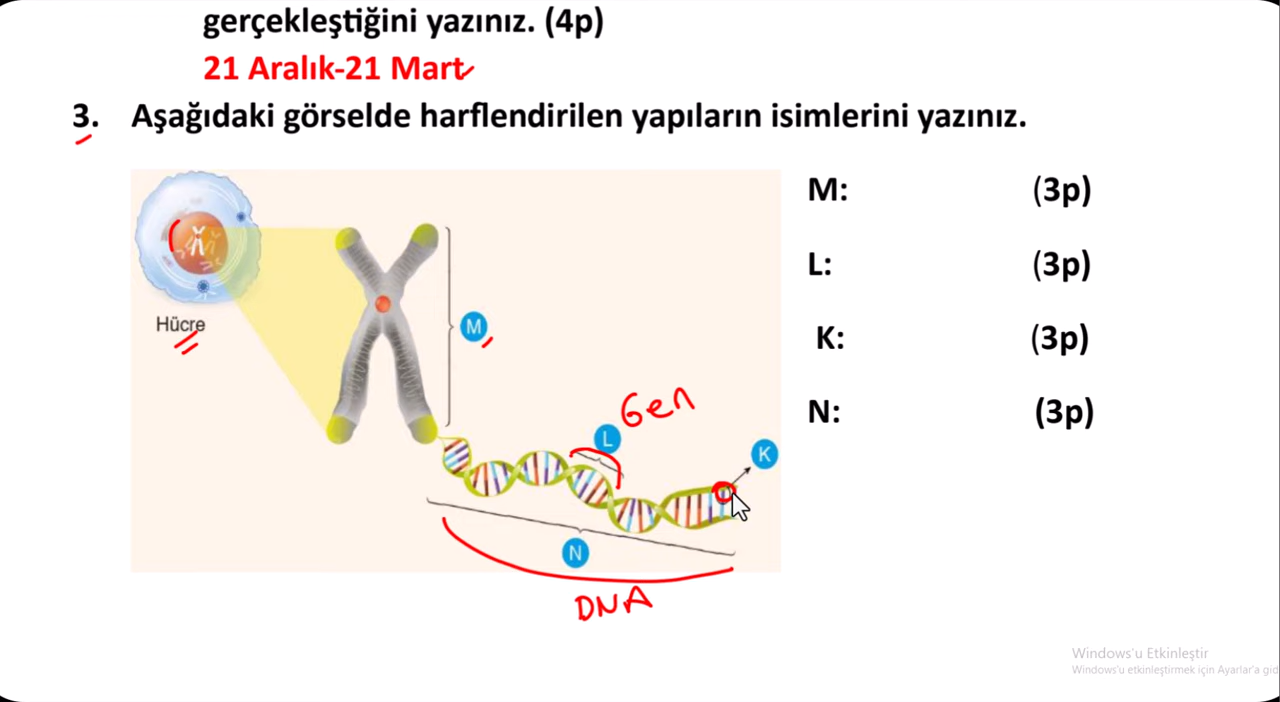 gerçekleştiğini yazınız. (4p)
21 Aralık-21 Mart
3. Aşağıdaki görselde harflendirilen yapıların isimlerini yazınız.
Hücre
M
L
Gen
K
N
DNA
M: (3p)
L: (3p)
K: (3p)
N: (3p)
Windows'u Etkinleştir
Windows'u etkinleştirmek için Ayarlar'a gid